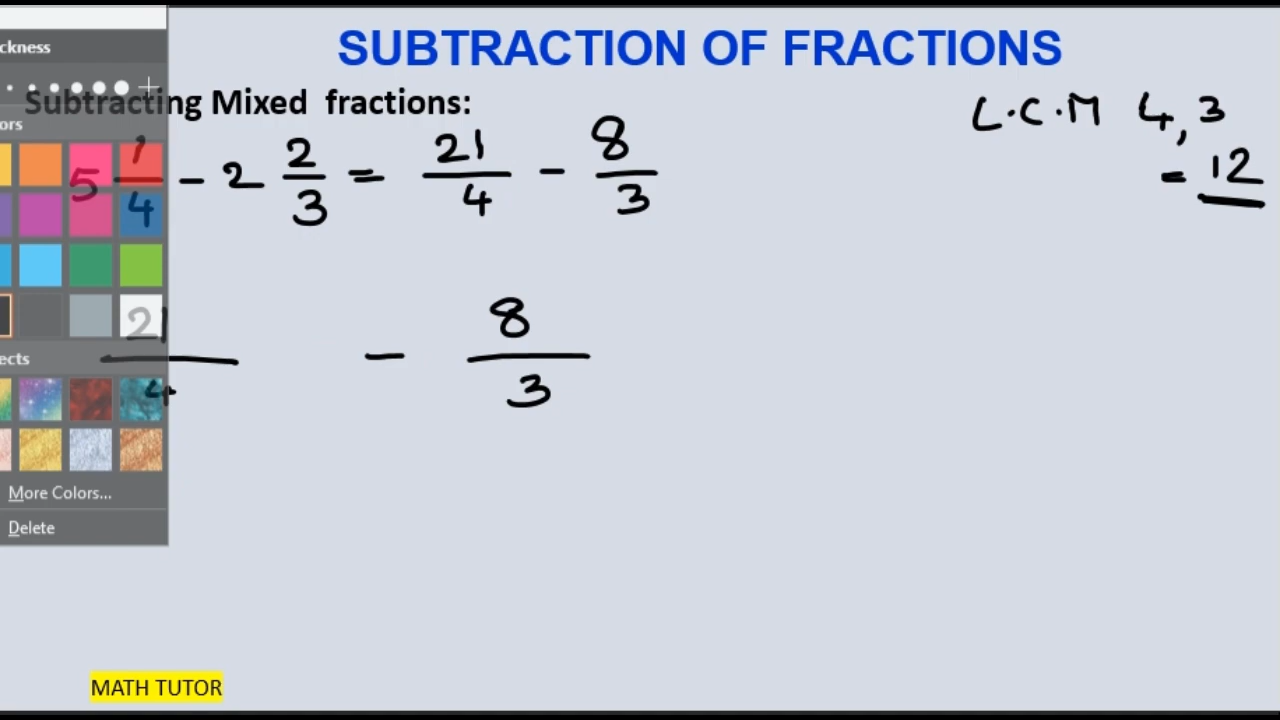 SUBTRACTION OF FRACTIONS
ckness
Subtracting Mixed fractions:
L.C.M 4, 3
= 12
ors
5 1/4 - 2 2/3 = 21/4 - 8/3
21/4 - 8/3
ects
More Colors...
Delete
MATH TUTOR